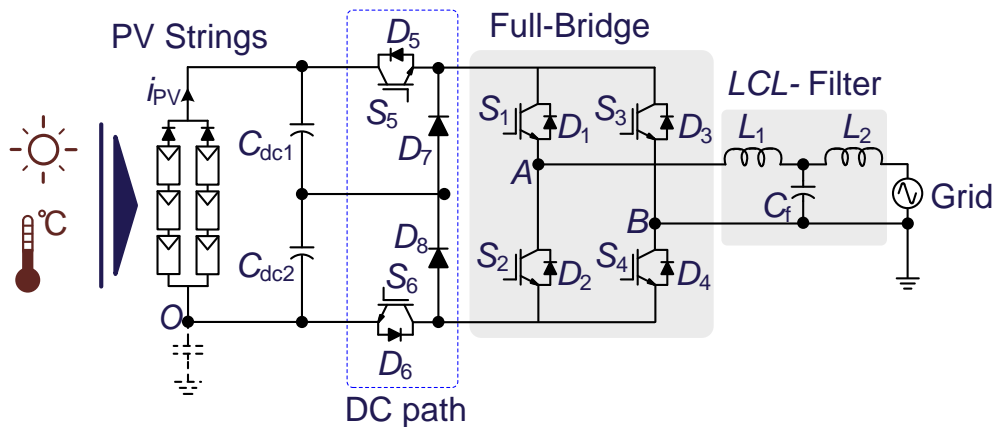 PV Strings
D5
Full-Bridge
LCL- Filter
iPV
S5
S1
D1
S3
D3
L1
L2
Cdc1
D7
A
°C
Cf
Grid
B
D8
Cdc2
S6
S2
D2
S4
D4
O
D6
DC path